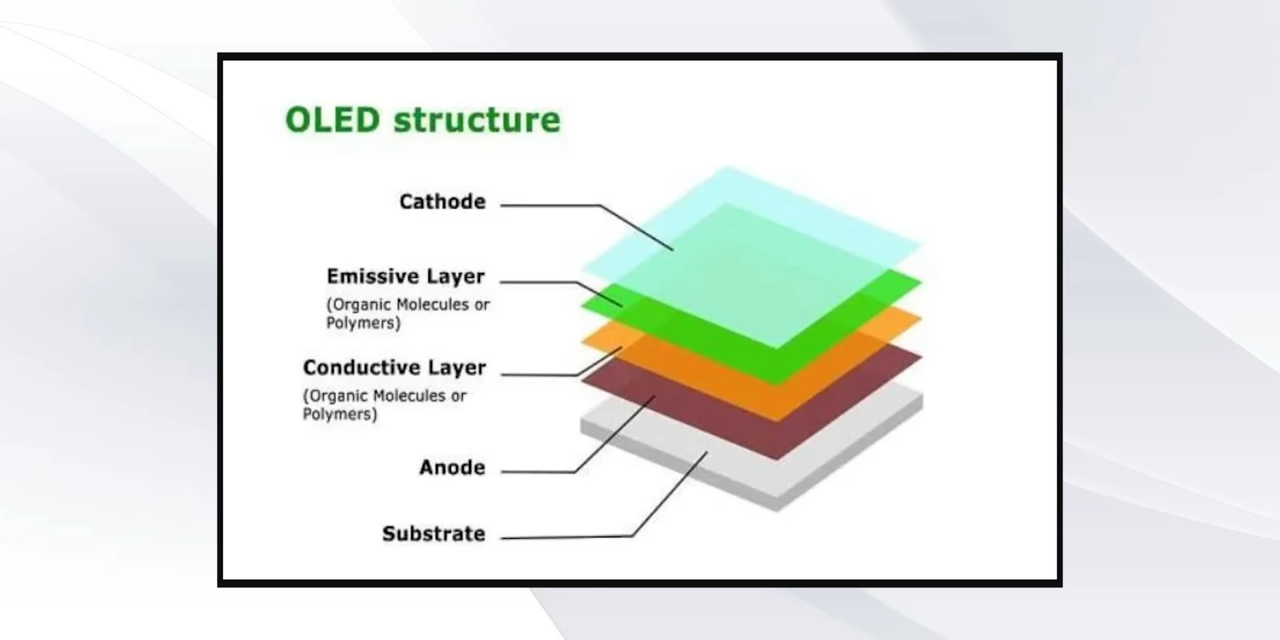 OLED structure
Cathode
Emissive Layer
(Organic Molecules or
Polymers)
Conductive Layer
(Organic Molecules or
Polymers)
Anode
Substrate